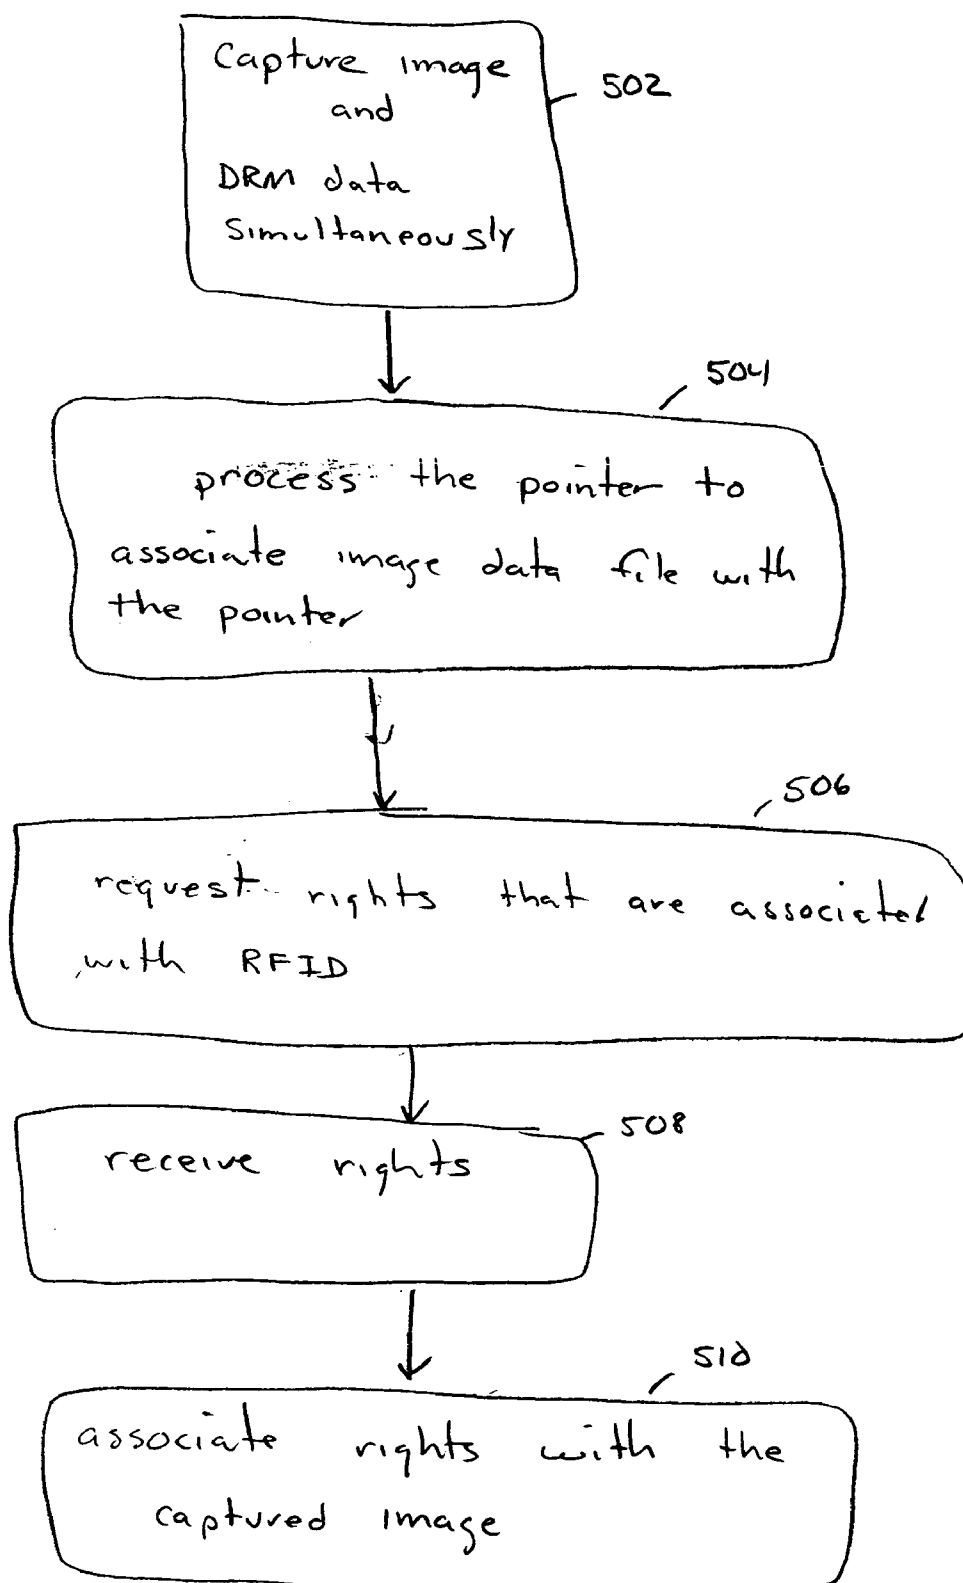 Capture image
and
DRM data
Simultaneously
502
504
process the pointer to
associate image data file with
the pointer
506
request rights that are associated
with RFID
508
receive rights
510
associate rights with the
captured image